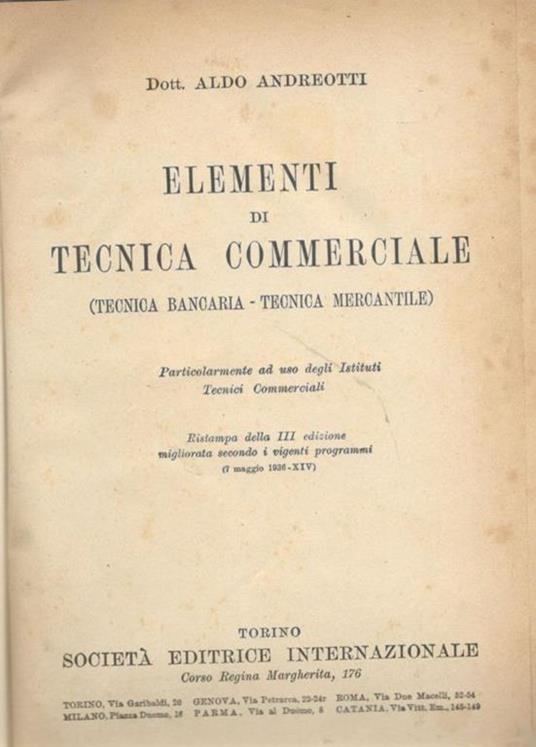 Dott. ALDO ANDREOTTI
ELEMENTI
DI
TECNICA COMMERCIALE
(TECNICA BANCARIA - TECNICA MERCANTILE)
Particolarmente ad uso degli Istituti
Tecnici Commerciali
Ristampa della III edizione
migliorata secondo i vigenti programmi
(7 maggio 1936-XIV)
TORINO
SOCIETÀ EDITRICE INTERNAZIONALE
Corso Regina Margherita, 176
TORINO, Via Garibaldi, 20 GENOVA, Via Petrarca, 22-24r ROMA, Via Due Macelli, 52-54
MILANO, Piazza Duomo, 16 PARMA, Via al Duomo, 8 CATANIA, Via Vitt. Em., 145-149